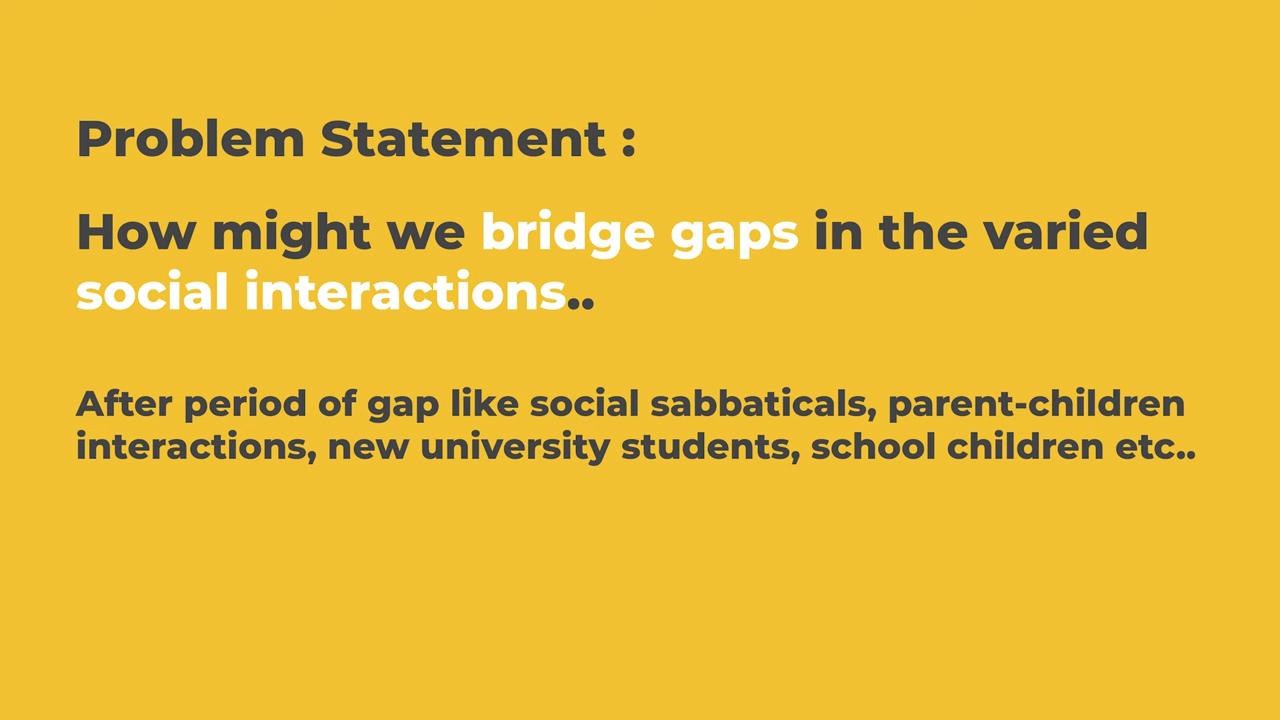 Problem Statement :
How might we bridge gaps in the varied
social interactions..
After period of gap like social sabbaticals, parent-children
interactions, new university students, school children etc..